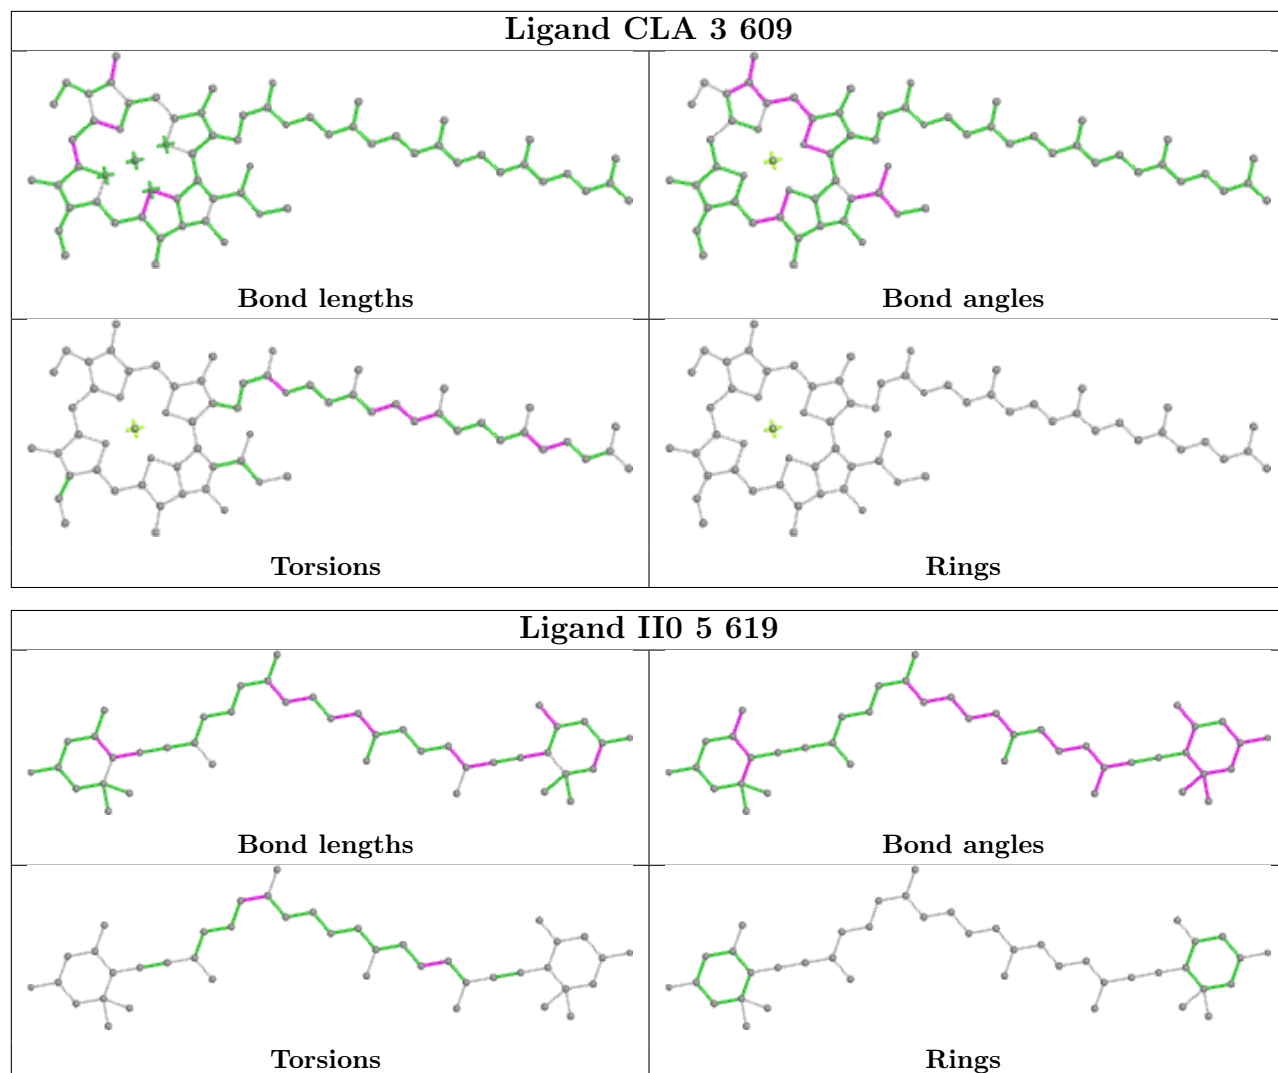 Ligand CLA 3 609
Bond lengths
Bond angles
Torsions
Rings
Ligand II0 5 619
Bond lengths
Bond angles
Torsions
Rings